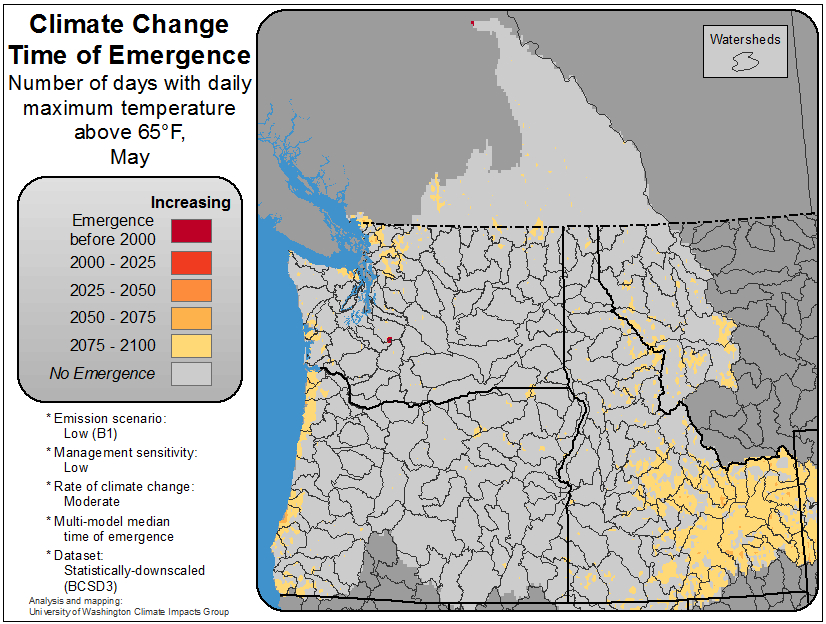 Climate Change
Time of Emergence
Number of days with daily
maximum temperature
above 65°F,
May
Increasing
Emergence
before 2000
2000 - 2025
2025 - 2050
2050 - 2075
2075 - 2100
No Emergence
* Emission scenario:
Low (B1)
* Management sensitivity:
Low
* Rate of climate change:
Moderate
* Multi-model median
time of emergence
* Dataset:
Statistically-downscaled
(BCSD3)
Analysis and mapping:
University of Washington Climate Impacts Group
Watersheds